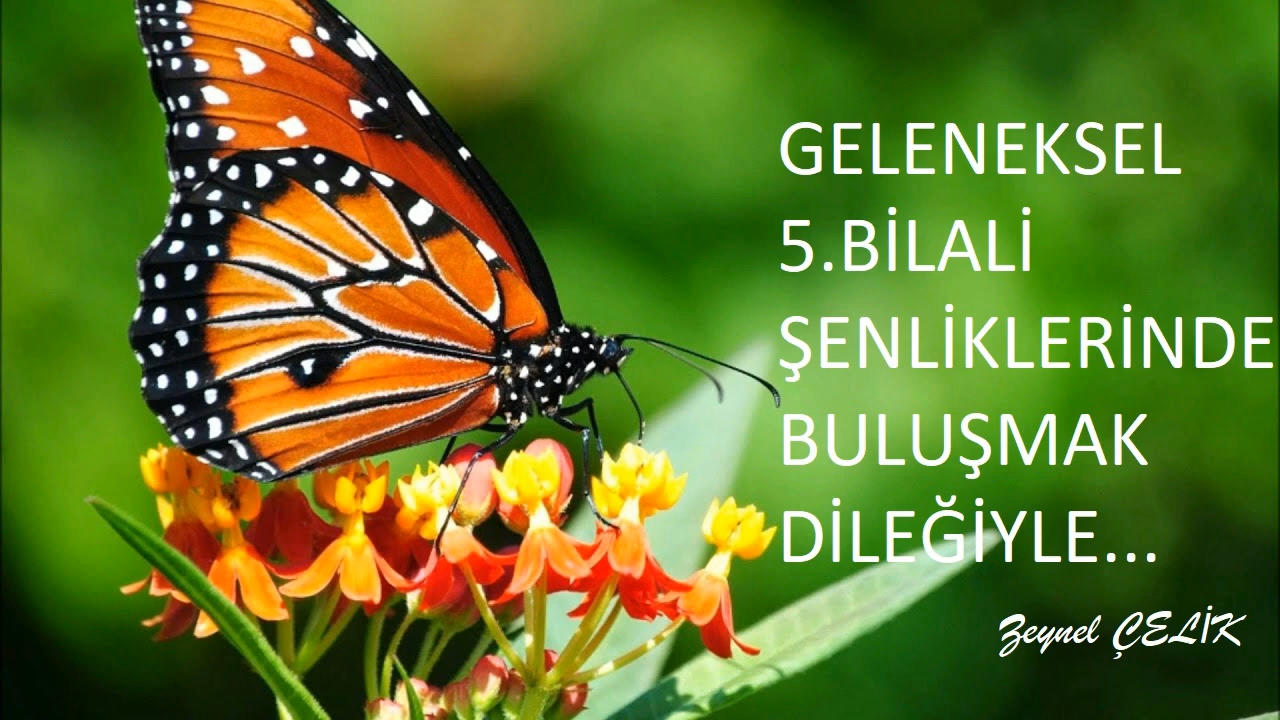 GELENEKSEL
5.BİLALİ
ŞENLİKLERİNDE
BULUŞMAK
DİLEĞİYLE...
Zeynel ÇELİK